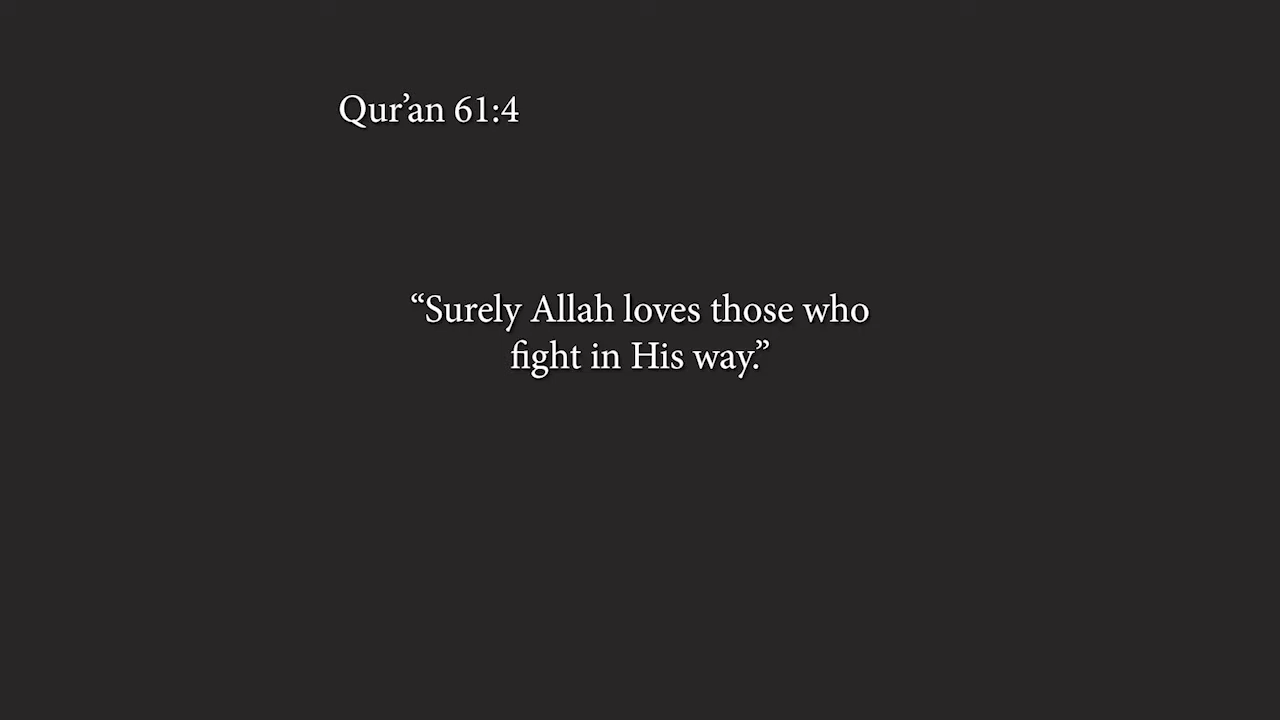 Qur’an 61:4
“Surely Allah loves those who
fight in His way.”